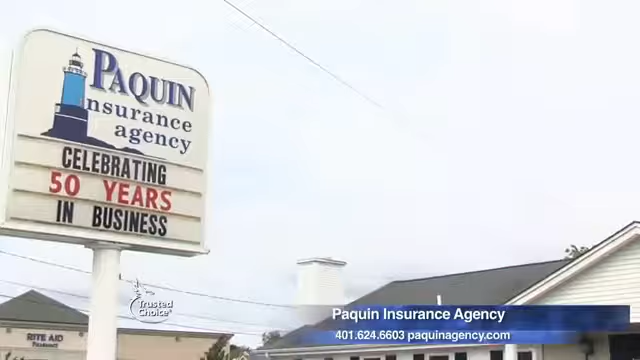 PAQUIN
insurance
agency
CELEBRATING
50 YEARS
IN BUSINESS
Trusted
Choice®
RITE AID
Paquin Insurance Agency
401.624.6603 paquinagency.com